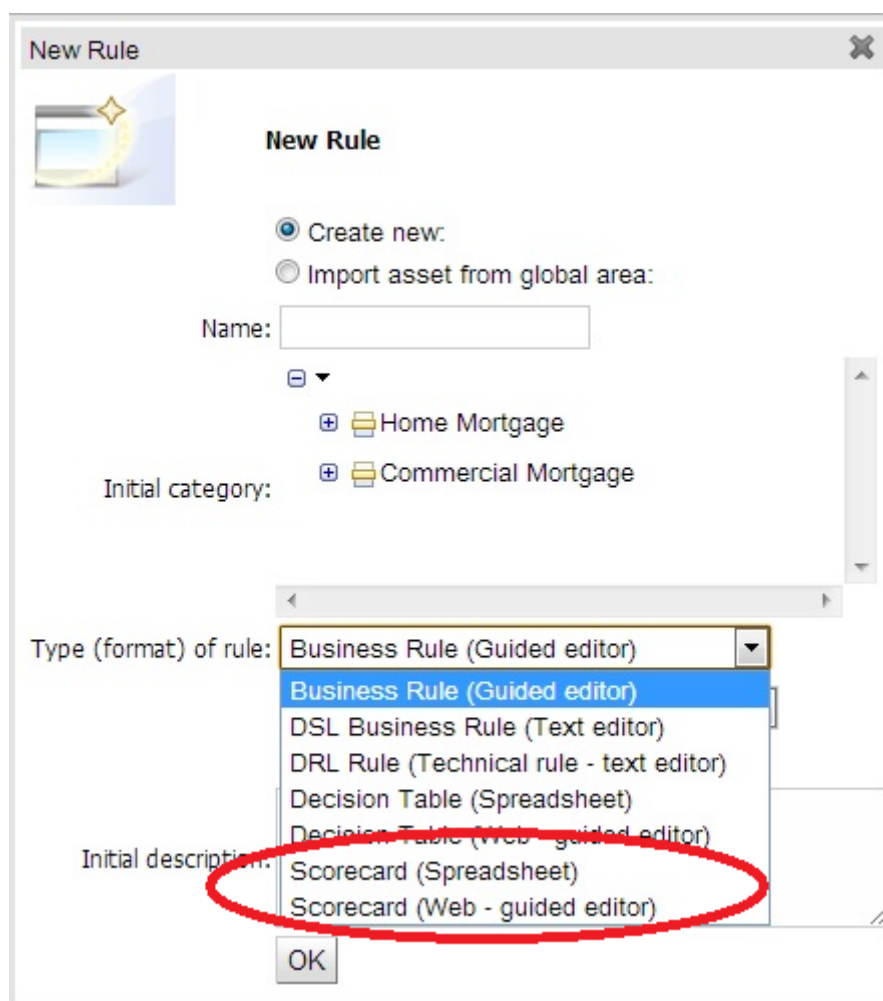 New Rule
New Rule
Create new:
Import asset from global area:
Name:
Home Mortgage
Commercial Mortgage
Initial category:
Type (format) of rule: Business Rule (Guided editor)
Business Rule (Guided editor)
DSL Business Rule (Text editor)
DRL Rule (Technical rule - text editor)
Decision Table (Spreadsheet)
Decision Table (Web - guided editor)
Initial description:
Scorecard (Spreadsheet)
Scorecard (Web - guided editor)
OK